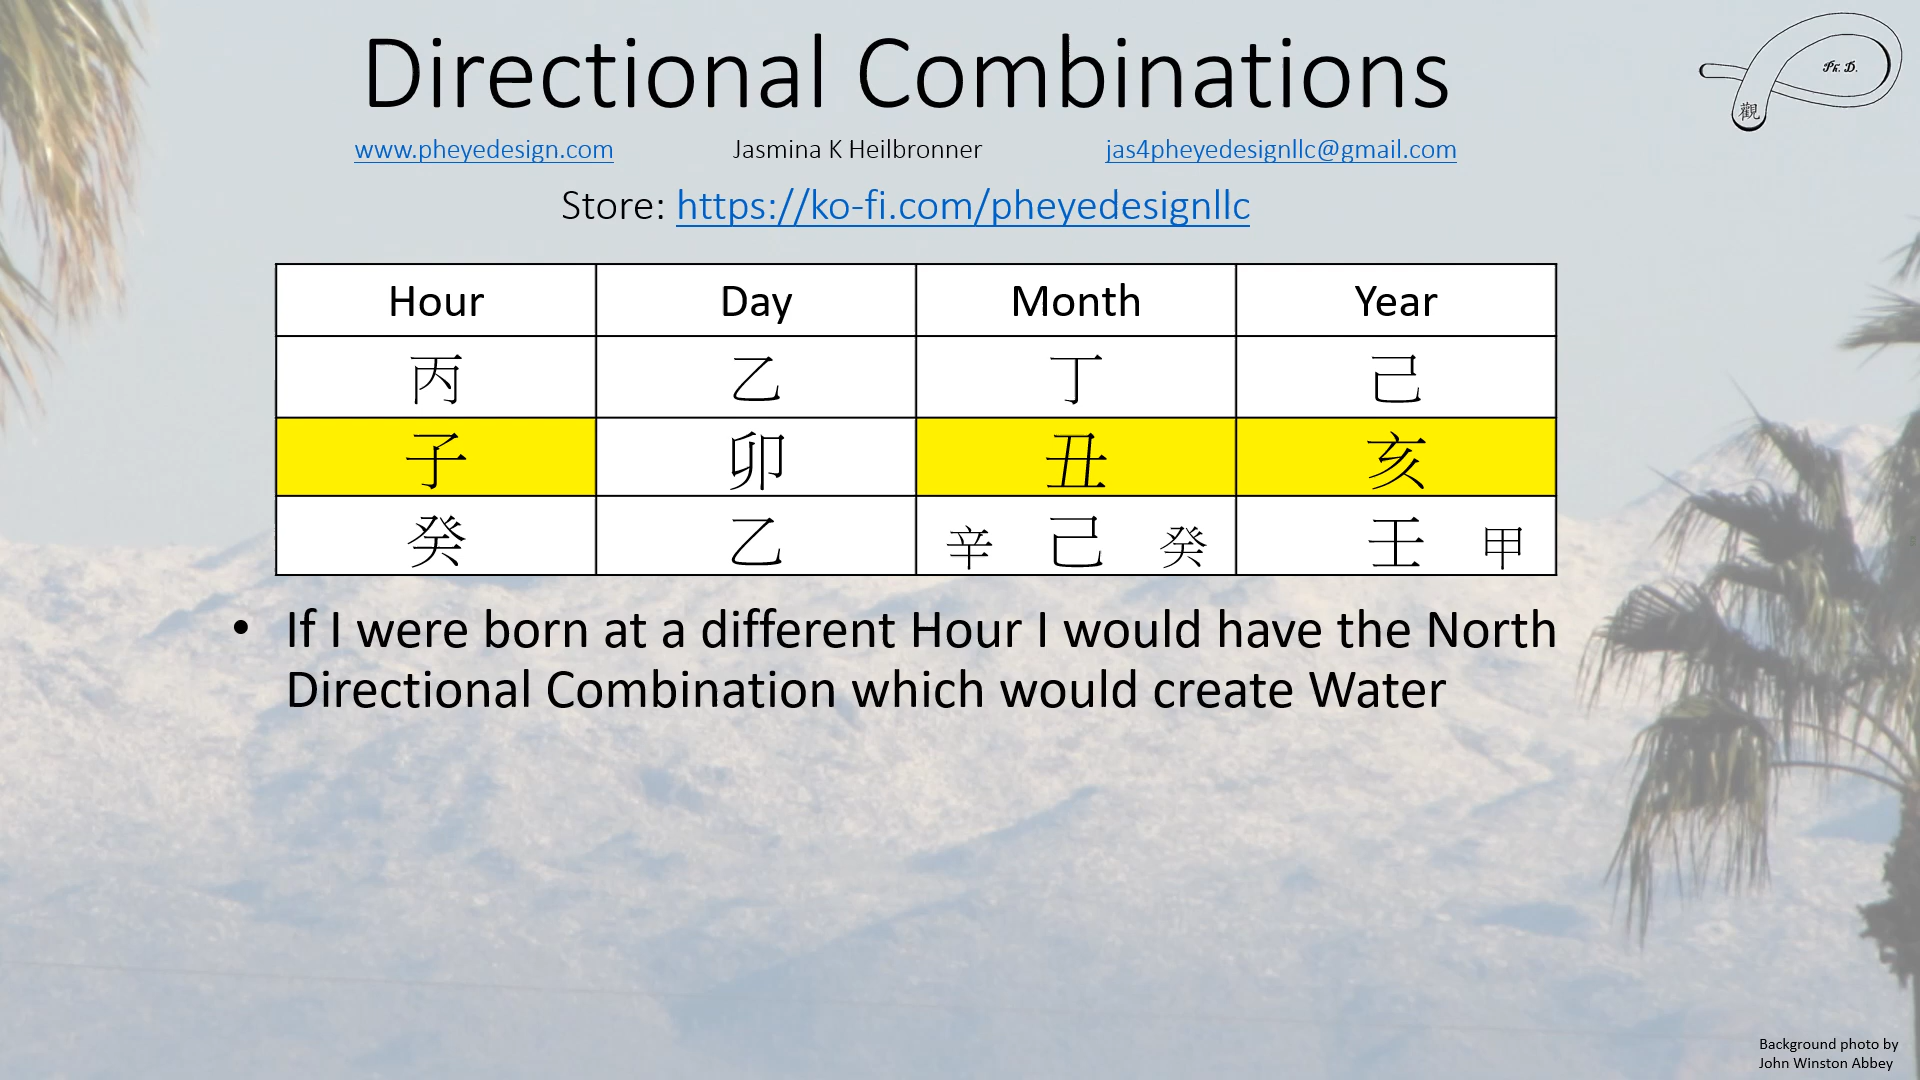 Directional Combinations
Ph.D.
觀
www.pheyedesign.com Jasmina K Heilbronner jas4pheyedesignllc@gmail.com
Store: https://ko-fi.com/pheyedesignllc
Hour Day Month Year
丙 乙 丁 己
子 卯 丑 亥
癸 乙 辛 己 癸 壬 甲
• If I were born at a different Hour I would have the North
Directional Combination which would create Water
Background photo by
John Winston Abbey